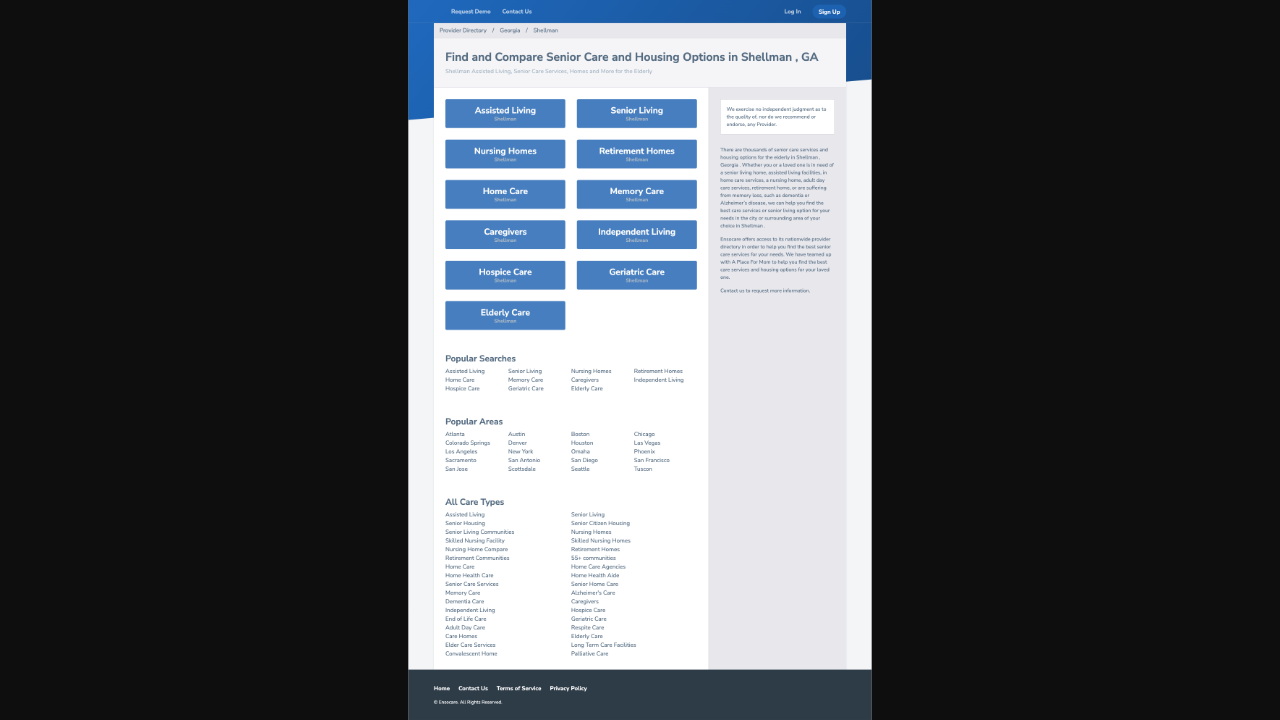 Request Demo Contact Us Log In Sign Up
Provider Directory / Georgia / Shellman
Find and Compare Senior Care and Housing Options in Shellman , GA
Shellman Assisted Living, Senior Care Services, Homes and More for the Elderly.
Assisted Living
Shellman
Senior Living
Shellman
Nursing Homes
Shellman
Retirement Homes
Shellman
Home Care
Shellman
Memory Care
Shellman
Caregivers
Shellman
Independent Living
Shellman
Hospice Care
Shellman
Geriatric Care
Shellman
Elderly Care
Shellman
We exercise no independent judgment as to
the quality of, nor do we recommend or
endorse, any Provider.
There are thousands of senior care services and
housing options for the elderly in Shellman ,
Georgia . Whether you or a loved one is in need of
a senior living home, assisted living facilities, in
home care services, a nursing home, adult day
care services, retirement home, or are suffering
from memory loss, such as dementia or
Alzheimer's disease, we can help you find the
best care services or senior living option for your
needs in the city or surrounding area of your
choice in Shellman .
Ensocare offers access to its nationwide provider
directory in order to help you find the best senior
care services for your needs. We have teamed up
with A Place For More to help you find the best
care services and housing options for your loved
one.
Contact us to request more information.
Popular Searches
Assisted Living Senior Living Nursing Homes Retirement Homes
Home Care Memory Care Caregivers Independent Living
Hospice Care Geriatric Care Elderly Care
Popular Areas
Atlanta Austin Boston Chicago
Colorado Springs Denver Houston Las Vegas
Los Angeles New York Omaha Phoenix
Sacramento San Antonio San Diego San Francisco
San Jose Scottsdale Seattle Tuscon
All Care Types
Assisted Living Senior Living
Senior Housing Senior Citizen Housing
Senior Living Communities Nursing Homes
Skilled Nursing Facility Skilled Nursing Homes
Nursing Home Compare Retirement Homes
Retirement Communities 55+ communities
Home Care Home Care Agencies
Home Health Care Home Health Aide
Senior Care Services Senior Home Care
Memory Care Alzheimer's Care
Dementia Care Caregivers
Independent Living Hospice Care
End of Life Care Geriatric Care
Adult Day Care Respite Care
Care Homes Elderly Care
Elder Care Services Long Term Care Facilities
Convalescent Home Palliative Care
Home Contact Us Terms of Service Privacy Policy
© Ensocare. All Rights Reserved.